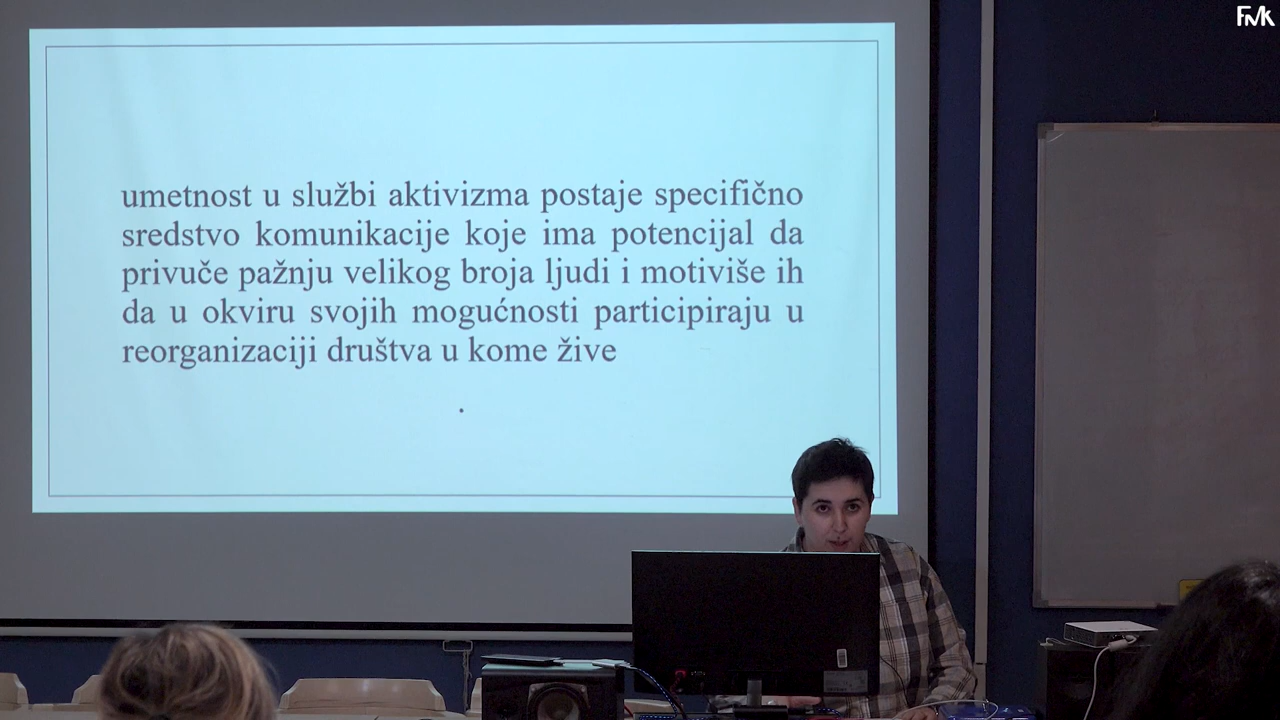 FMK
umetnost u službi aktivizma postaje specifično
sredstvo komunikacije koje ima potencijal da
privuče pažnju velikog broja ljudi i motiviše ih
da u okviru svojih mogućnosti participiraju u
reorganizaciji društva u kome žive
.